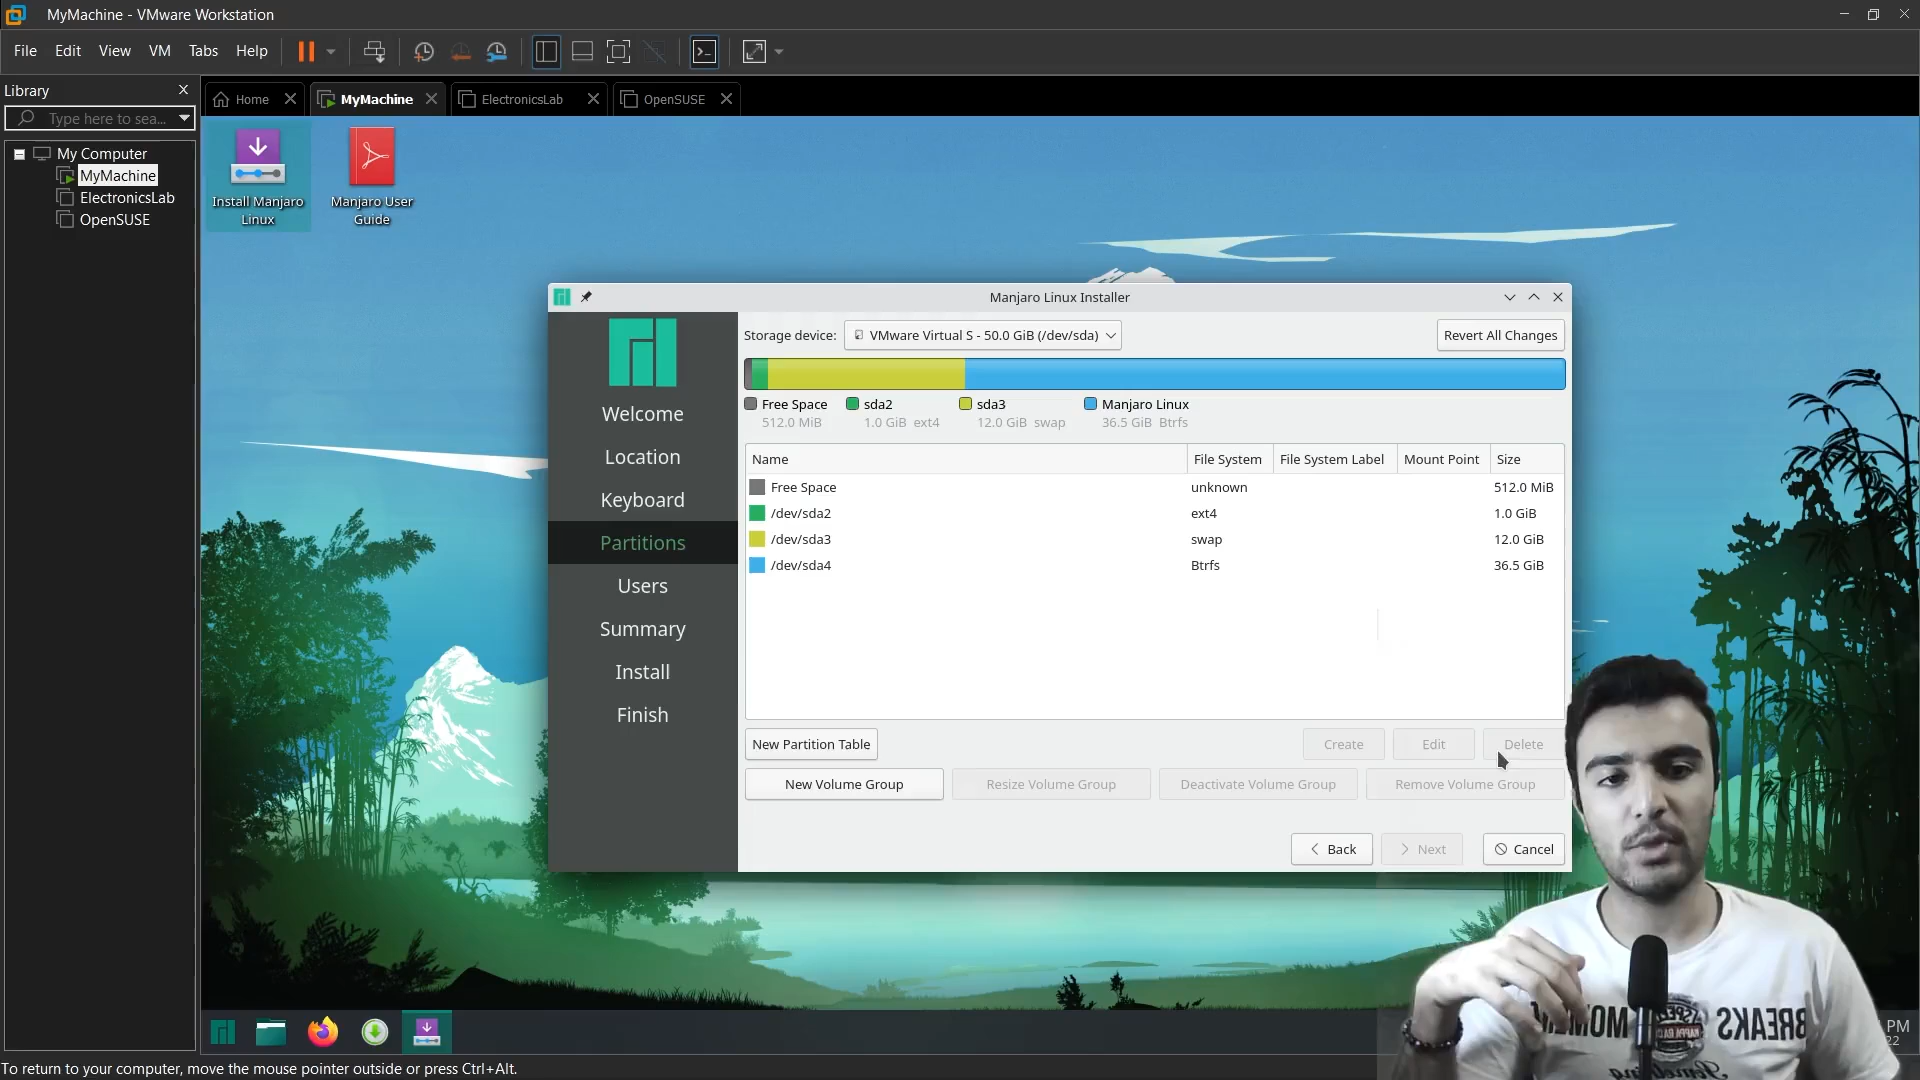 MyMachine - VMware Workstation
File Edit View VM Tabs Help
Library
Type here to sea...
My Computer
MyMachine
ElectronicsLab
OpenSUSE
Home
MyMachine
ElectronicsLab
OpenSUSE
Install Manjaro
Linux
Manjaro User
Guide
Manjaro Linux Installer
Welcome
Location
Keyboard
Partitions
Users
Summary
Install
Finish
Storage device: VMware Virtual S - 50.0 GiB (/dev/sda) Revert All Changes
Free Space sda2 sda3 Manjaro Linux
512.0 MiB 1.0 GiB ext4 12.0 GiB swap 36.5 GiB Btrfs
Name File System File System Label Mount Point Size
Free Space unknown 512.0 MiB
/dev/sda2 ext4 1.0 GiB
/dev/sda3 swap 12.0 GiB
/dev/sda4 Btrfs 36.5 GiB
New Partition Table Create Edit Delete
New Volume Group Resize Volume Group Deactivate Volume Group Remove Volume Group
Back Next Cancel
BREAKS
PM
22
To return to your computer, move the mouse pointer outside or press Ctrl+Alt.